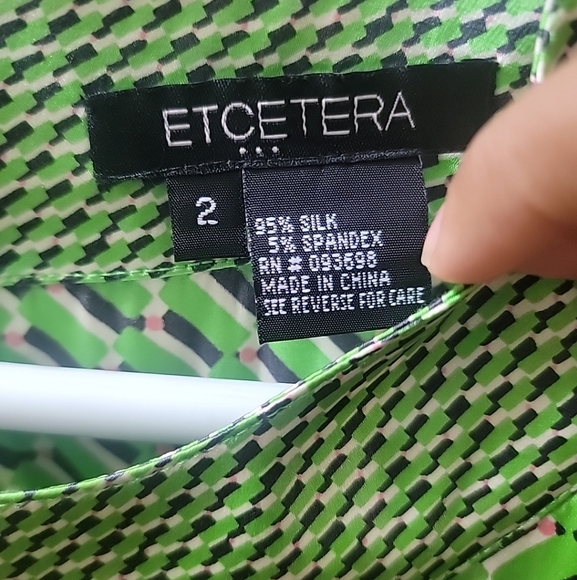 ETCETERA
...
2
95% SILK
5% SPANDEX
RN # 093698
MADE IN CHINA
SEE REVERSE FOR CARE